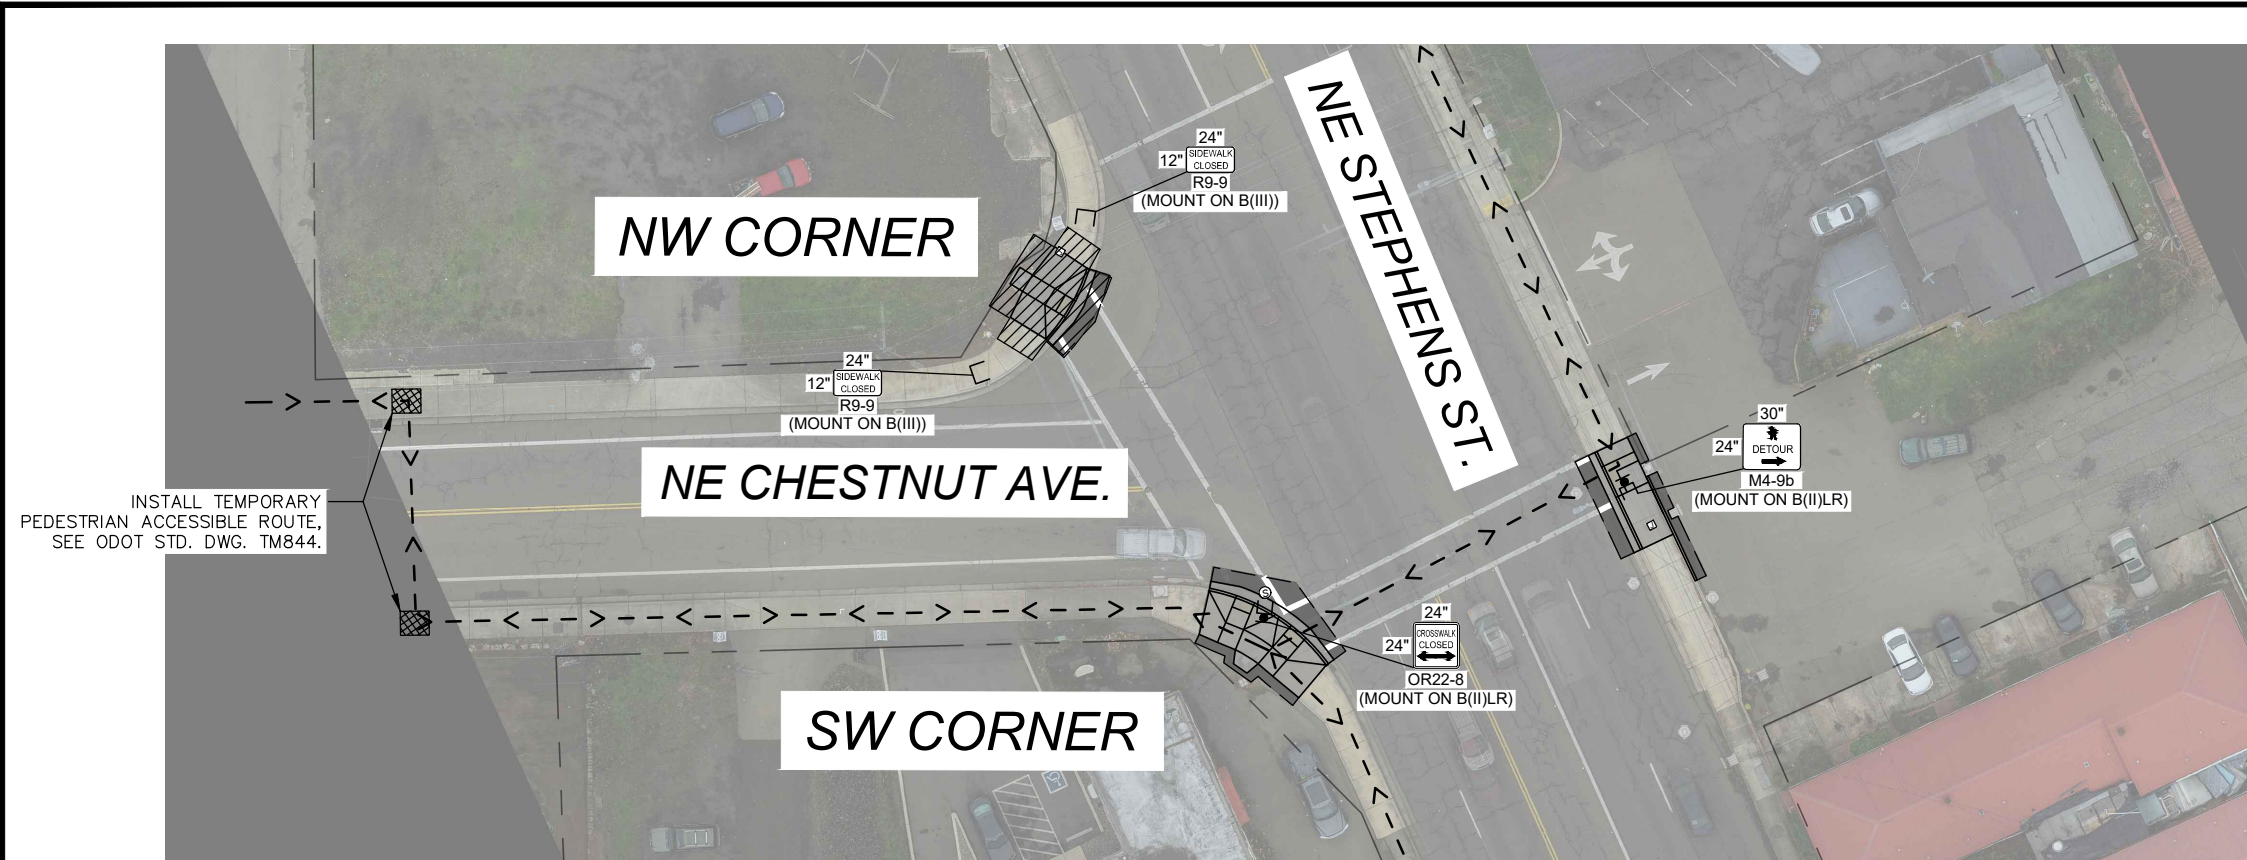 24"
12"
SIDEWALK
CLOSED
R9-9
(MOUNT ON B(III))
NE STEPHENS ST.
NW CORNER
24"
12"
SIDEWALK
CLOSED
R9-9
(MOUNT ON B(III))
30"
24"
DETOUR
M4-9b
(MOUNT ON B(II)LR)
NE CHESTNUT AVE.
INSTALL TEMPORARY
PEDESTRIAN ACCESSIBLE ROUTE,
SEE ODOT STD. DWG. TM844.
S
24"
24"
CROSSWALK
CLOSED
OR22-8
(MOUNT ON B(II)LR)
SW CORNER